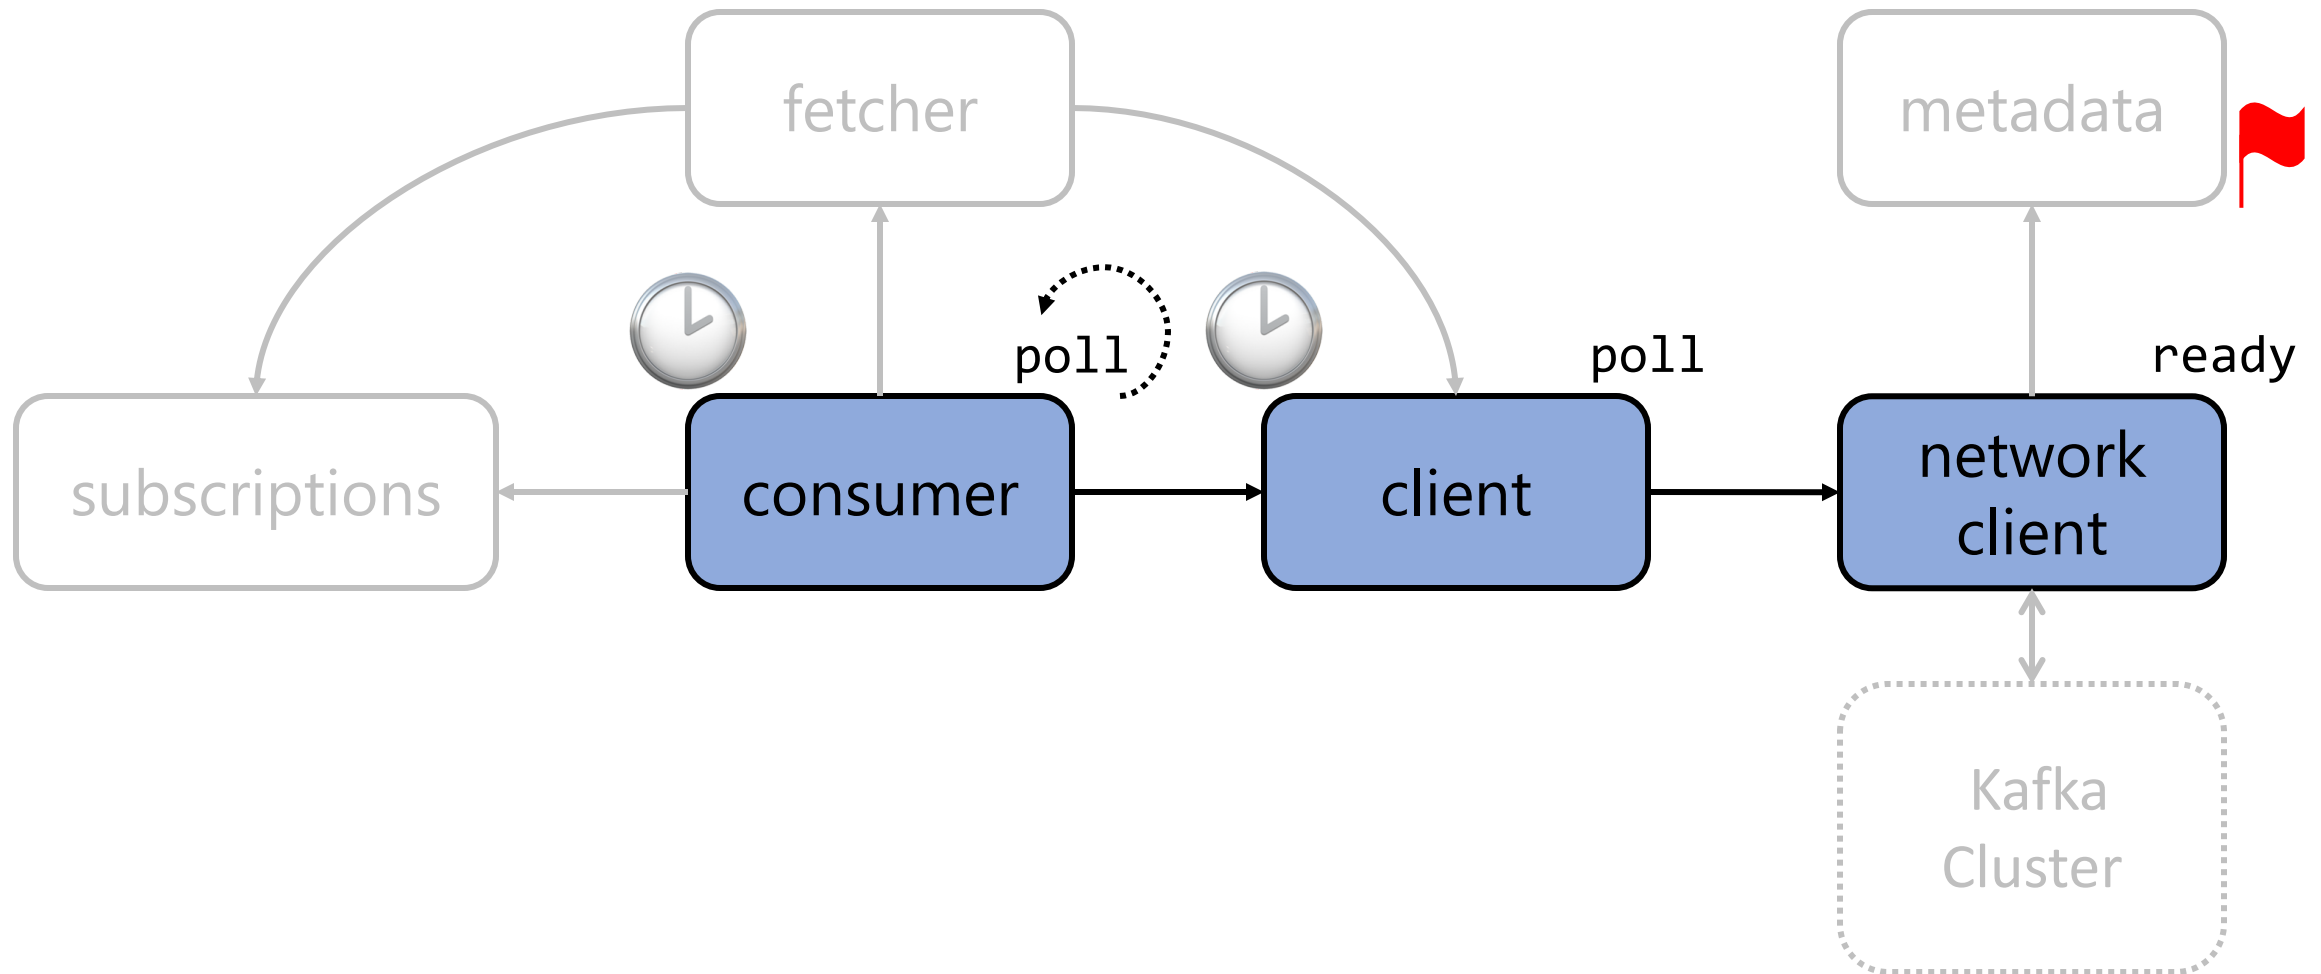 fetcher
metadata
poll
poll
ready
subscriptions
consumer
client
network
client
Kafka
Cluster